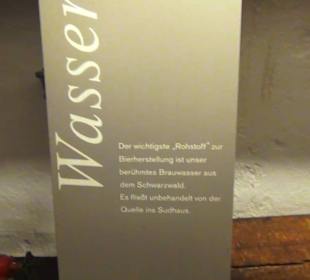 Wasser
Der wichtigste „Rohstoff" zur
Bierherstellung ist unser
berühmtes Brauwasser aus
dem Schwarzwald.
Es fließt unbehandelt von der
Quelle ins Sudhaus.